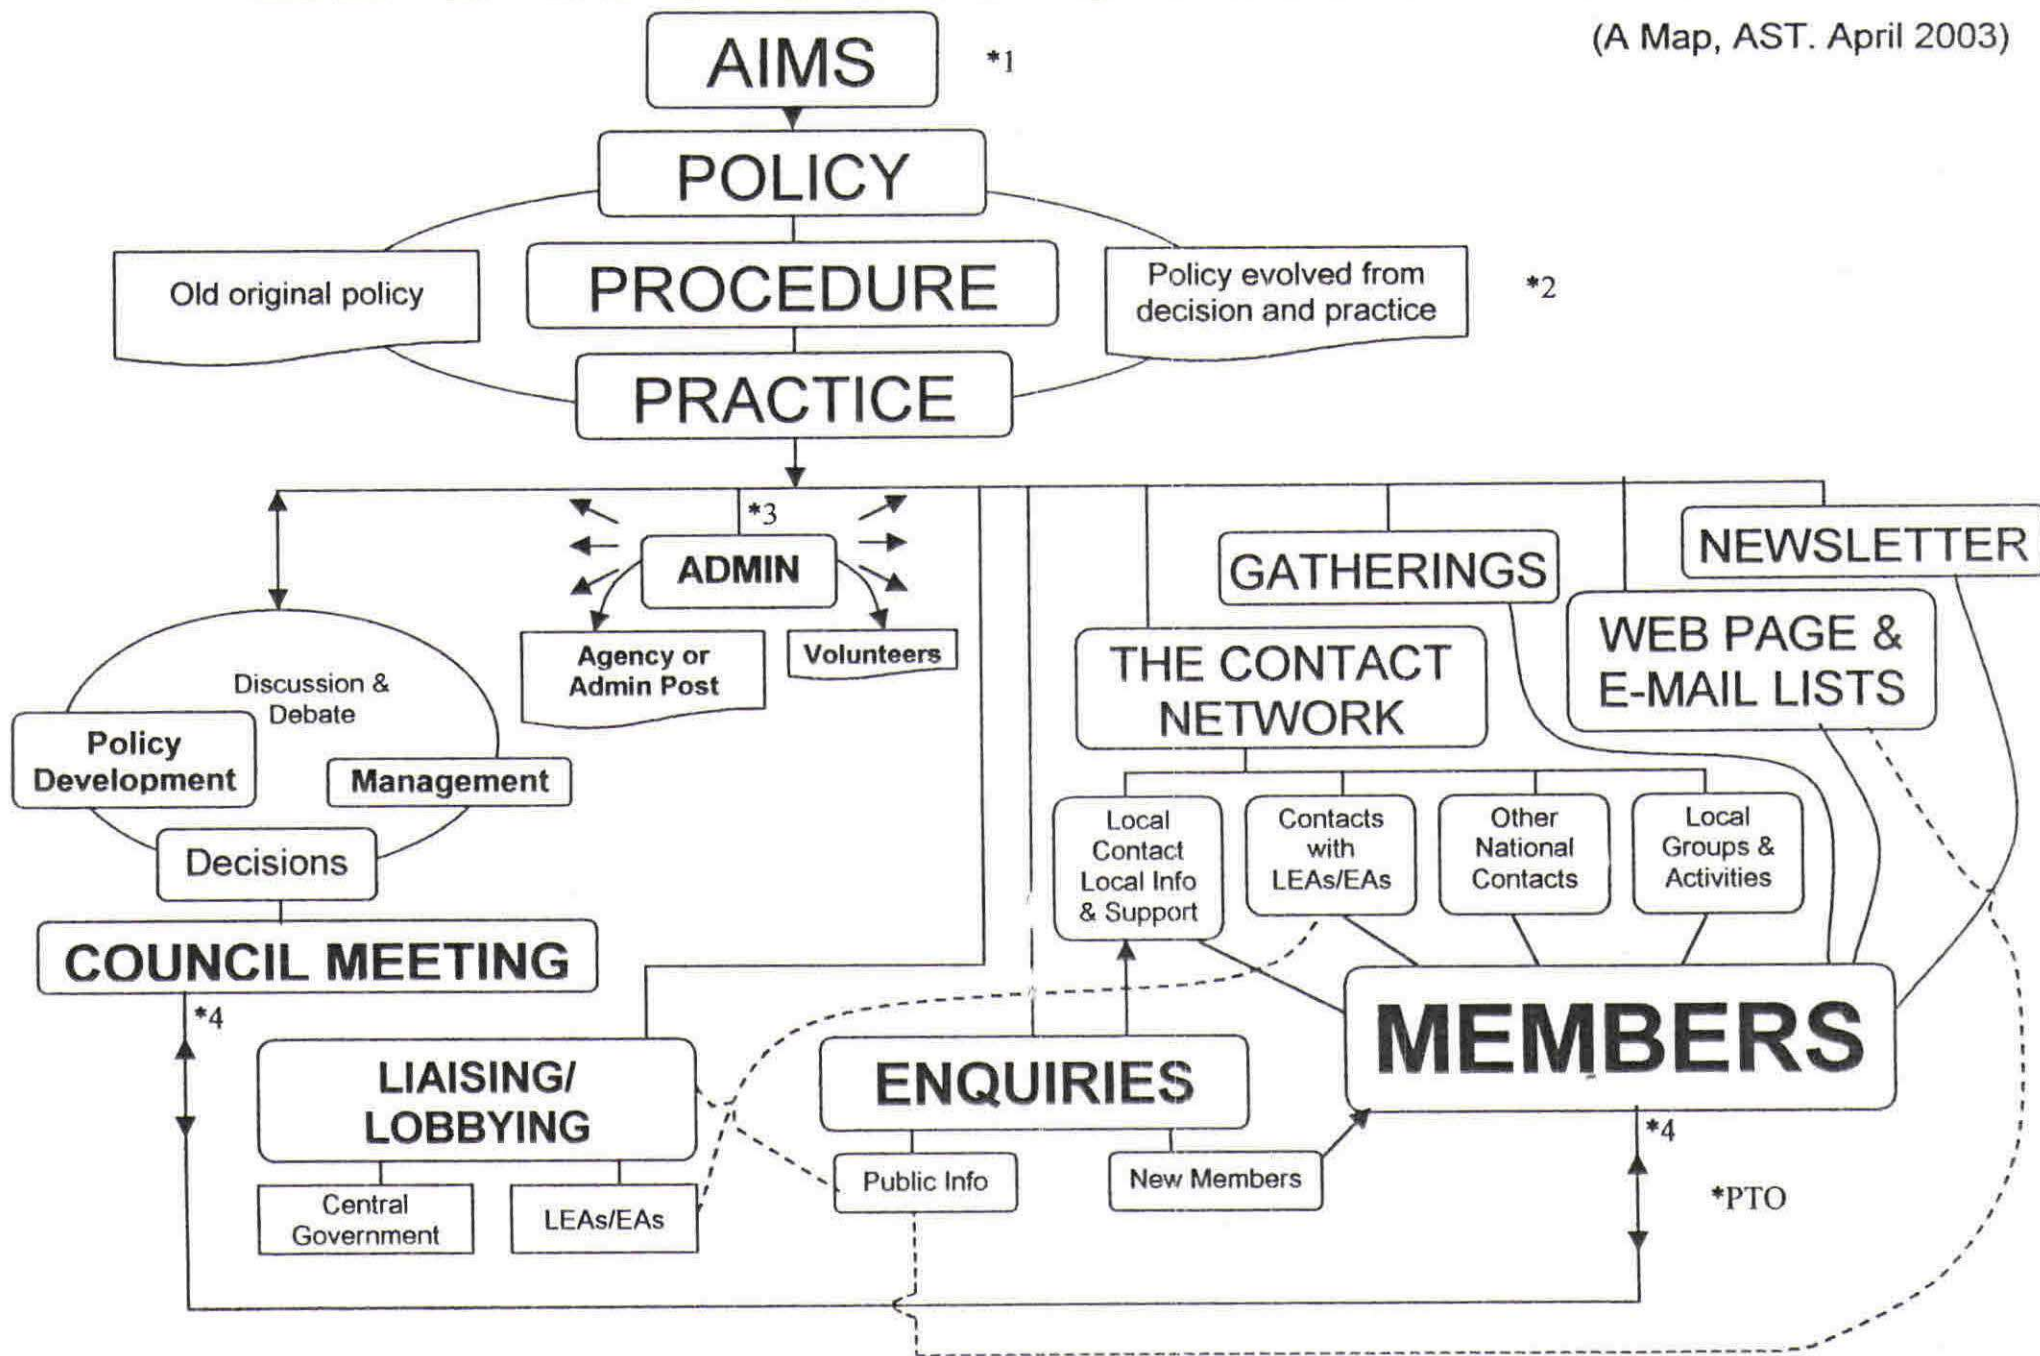 (A Map, AST. April 2003)
AIMS
*1
POLICY
Old original policy
PROCEDURE
Policy evolved from
decision and practice
*2
PRACTICE
*3
ADMIN
Agency or
Admin Post
Volunteers
GATHERINGS
NEWSLETTER
WEB PAGE &
E-MAIL LISTS
THE CONTACT
NETWORK
Discussion &
Debate
Policy
Development
Management
Decisions
COUNCIL MEETING
*4
Local
Contact
Local Info
& Support
Contacts
with
LEAs/EAs
Other
National
Contacts
Local
Groups &
Activities
LIAISING/
LOBBYING
Central
Government
LEAs/EAs
ENQUIRIES
Public Info
New Members
MEMBERS
*4
*PTO